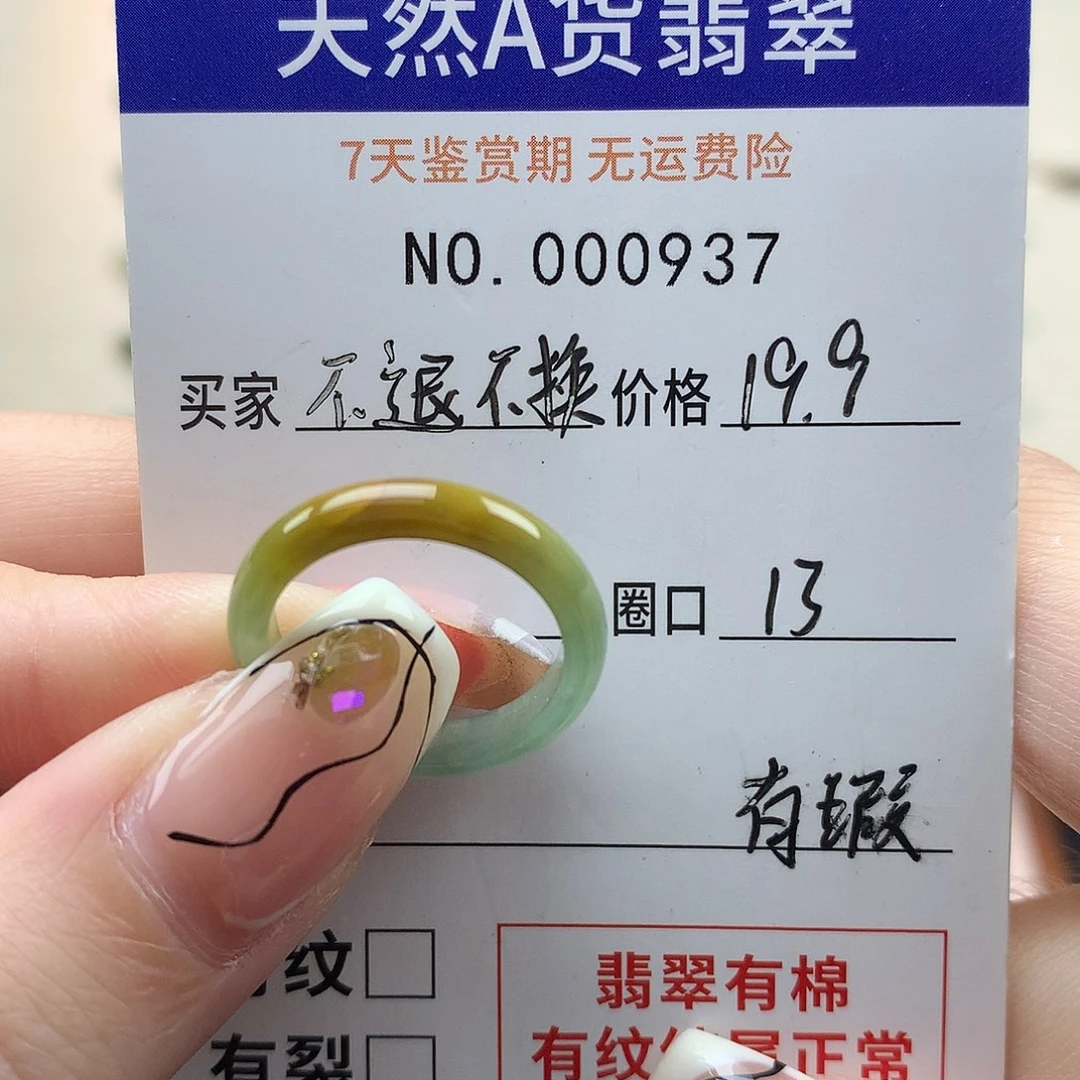 天然A货翡翠
7天鉴赏期 无运费险
NO.000937
买家 不退不换 价格 19.9
圈口 13
有瑕
纹
翡翠有棉
有裂
有纹 正常